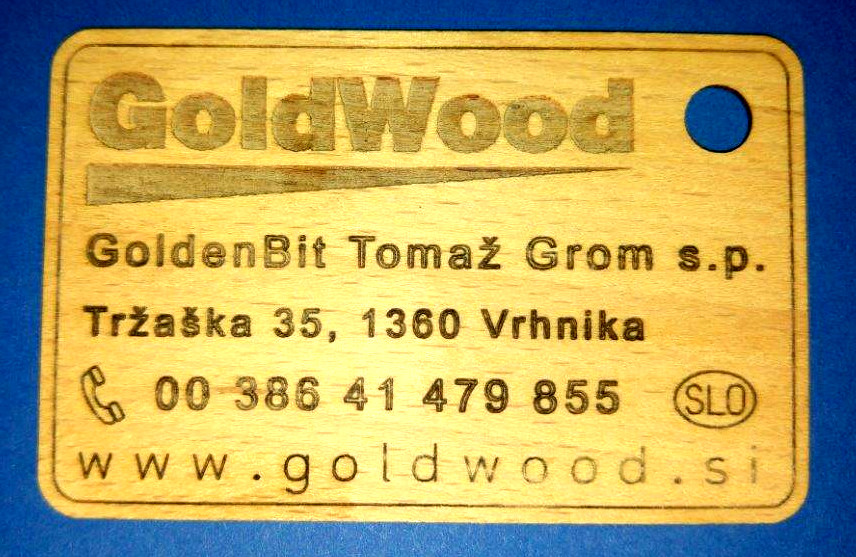 GoldWood
GoldenBit Tomaž Grom s.p.
Tržaška 35, 1360 Vrhnika
00 386 41 479 855 SLO
www.goldwood.si